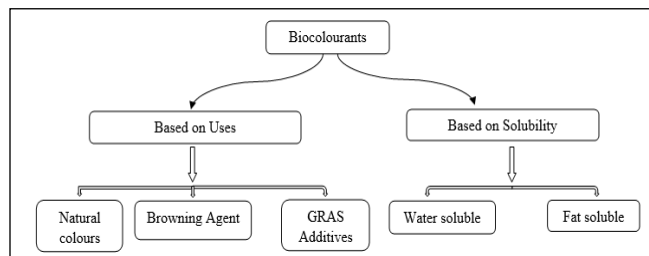 Biocolourants
Based on Uses
Based on Solubility
Natural
colours
Browning Agent
GRAS
Additives
Water soluble
Fat soluble